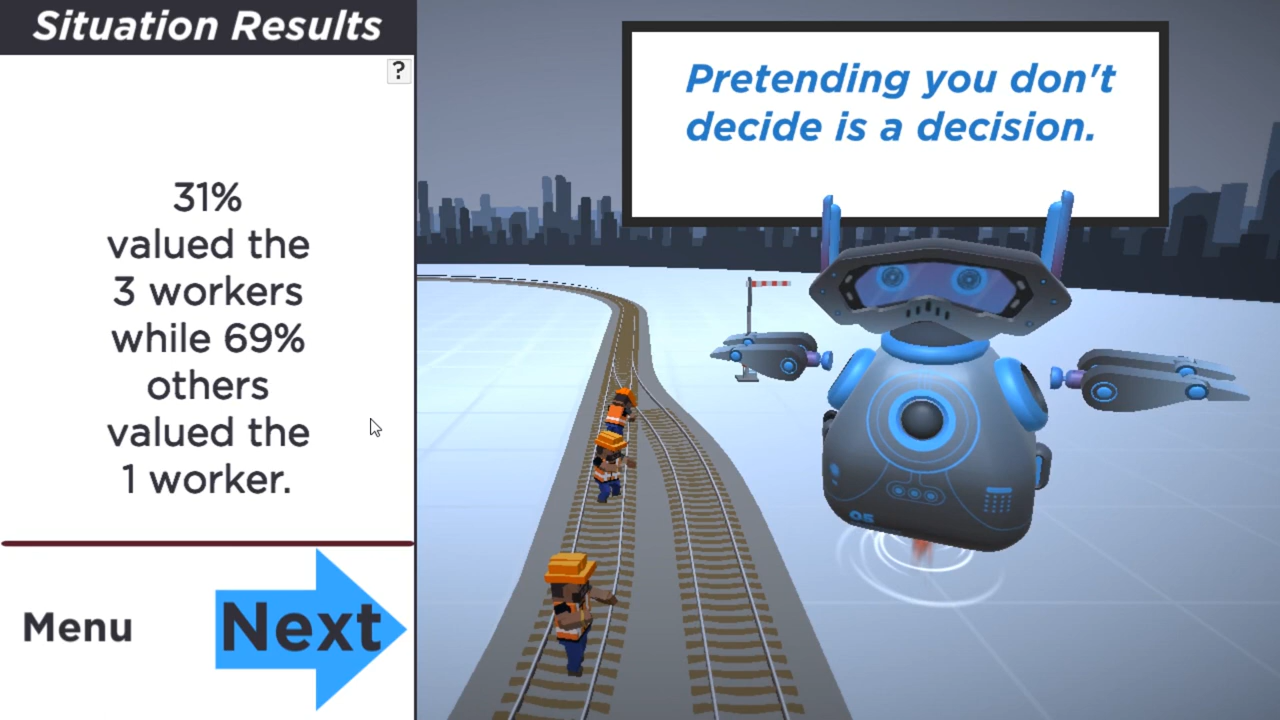 Situation Results
?
31%
valued the
3 workers
while 69%
others
valued the
1 worker.
Menu
Next
Pretending you don't
decide is a decision.